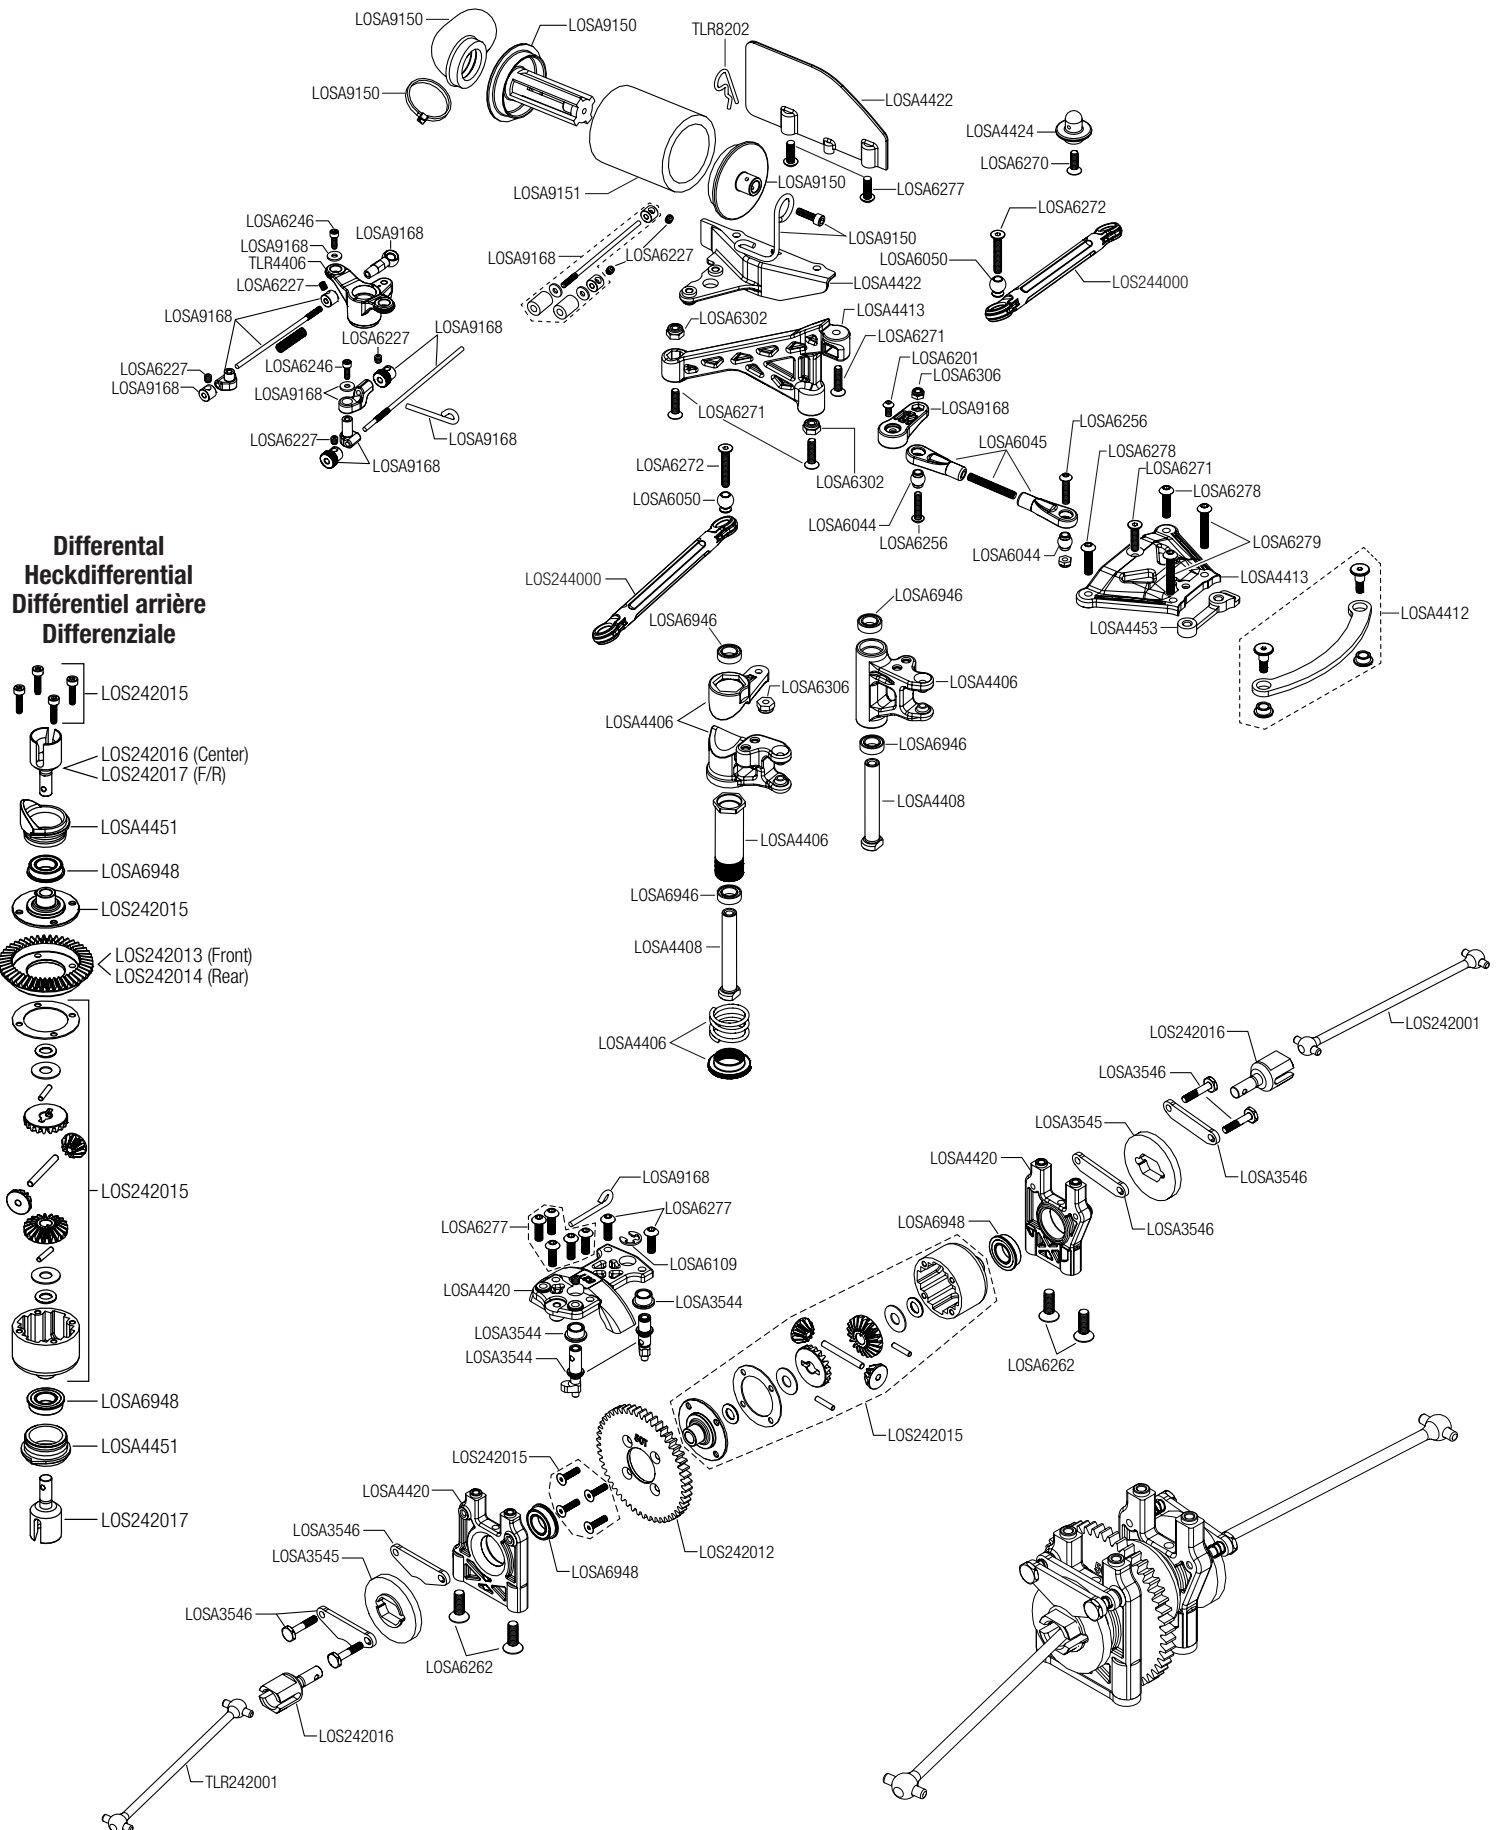 LOSA9150
LOSA9150
TLR8202
LOSA9150
LOSA4422
LOSA4424
LOSA6270
LOSA9151
LOSA9150
LOSA6277
LOSA6246
LOSA9168
LOSA9168
TLR4406
LOSA6227
LOSA9168
LOSA6227
LOSA9150
LOSA4422
LOSA6272
LOSA6050
LOS244000
LOSA9168
LOSA6227
LOSA9168
LOSA6302
LOSA4413
LOSA6271
LOSA6227
LOSA9168
LOSA6246
LOSA9168
LOSA6201
LOSA6306
LOSA9168
LOSA6271
LOSA6227
LOSA9168
LOSA9168
LOSA6272
LOSA6050
LOSA6302
LOSA6045
LOSA6256
LOSA6278
LOSA6271
LOSA6278
LOSA6044
LOSA6256
LOSA6044
LOSA6279
LOSA4413
LOSA4453
LOSA4412
Differental
Heckdifferential
Différentiel arrière
Differenziale
LOS244000
LOSA6946
LOSA6946
LOSA6306
LOSA4406
LOSA4406
LOSA6946
LOSA4408
LOSA4406
LOSA6946
LOSA4408
LOSA4406
LOS242015
LOS242016 (Center)
LOS242017 (F/R)
LOSA4451
LOSA6948
LOS242015
LOS242013 (Front)
LOS242014 (Rear)
LOS242015
LOSA6948
LOSA4451
LOS242017
LOS242001
LOS242016
LOSA3546
LOSA3545
LOSA4420
LOSA3546
LOSA3546
LOSA6948
LOSA6262
LOSA9168
LOSA6277
LOSA6277
LOSA6109
LOSA4420
LOSA3544
LOSA3544
LOSA3544
LOS242015
50T
LOS242015
LOSA4420
LOSA3546
LOSA3545
LOS242012
LOSA6948
LOSA3546
LOSA6262
LOS242016
TLR242001